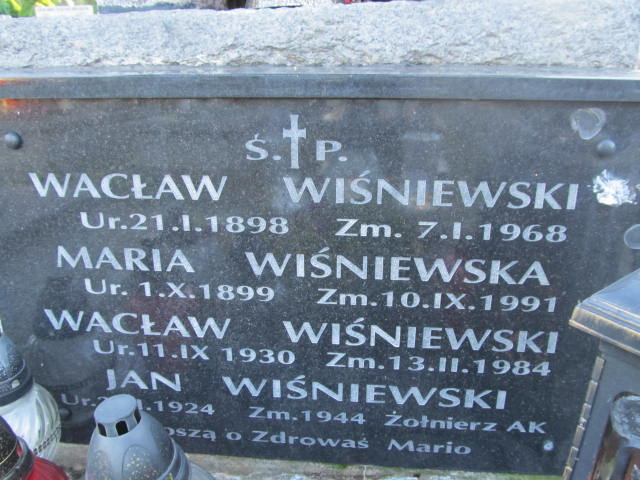 Ś. P.
WACŁAW WIŚNIEWSKI
Ur.21.I.1898 Zm. 7.I.1968
MARIA WIŚNIEWSKA
Ur. 1.X.1899 Zm.10.IX.1991
WACŁAW WIŚNIEWSKI
Ur.11.IX 1930 Zm.13.II.1984
JAN WIŚNIEWSKI
Zm.1944 Żołnierz AK
o Zdrowaś Mario